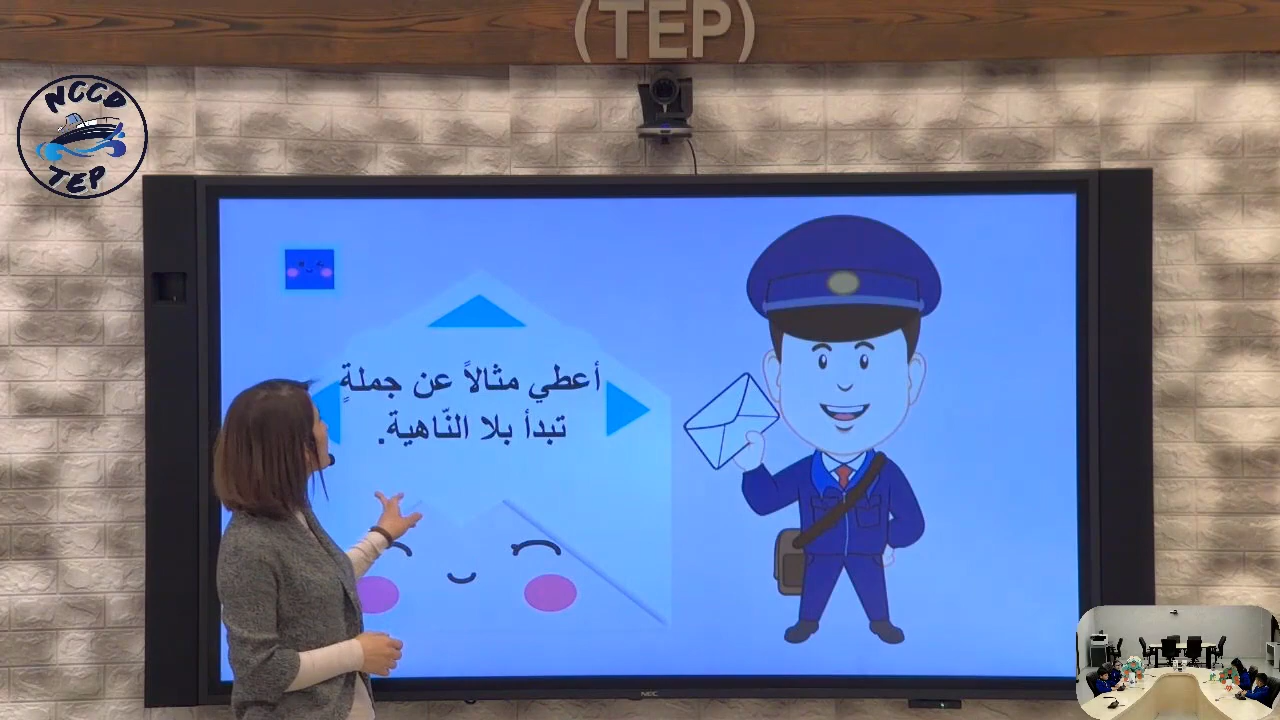 (TEP)
NCCD
TEP
أعطي مثالاً عن جملةٍ
تبدأ بلا النّاهية.
NEC